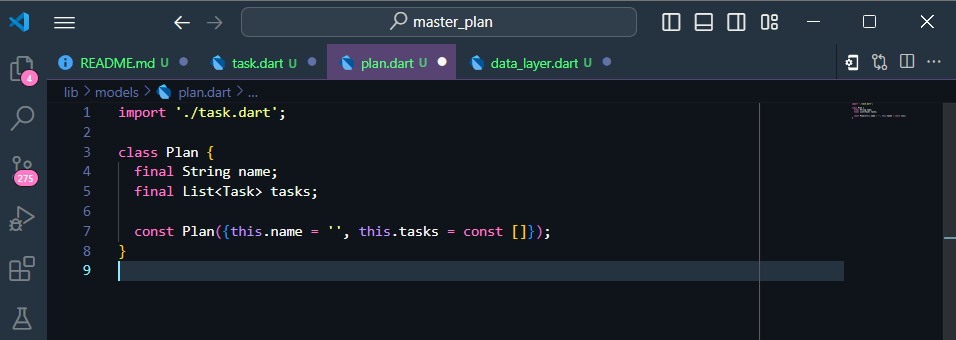 master_plan
README.md U
task.dart U
plan.dart U
data_layer.dart U
4
275
lib > models > plan.dart > ...
1 import './task.dart';
2
3 class Plan {
4 final String name;
5 final List<Task> tasks;
6
7 const Plan({this.name = '', this.tasks = const []});
8 }
9